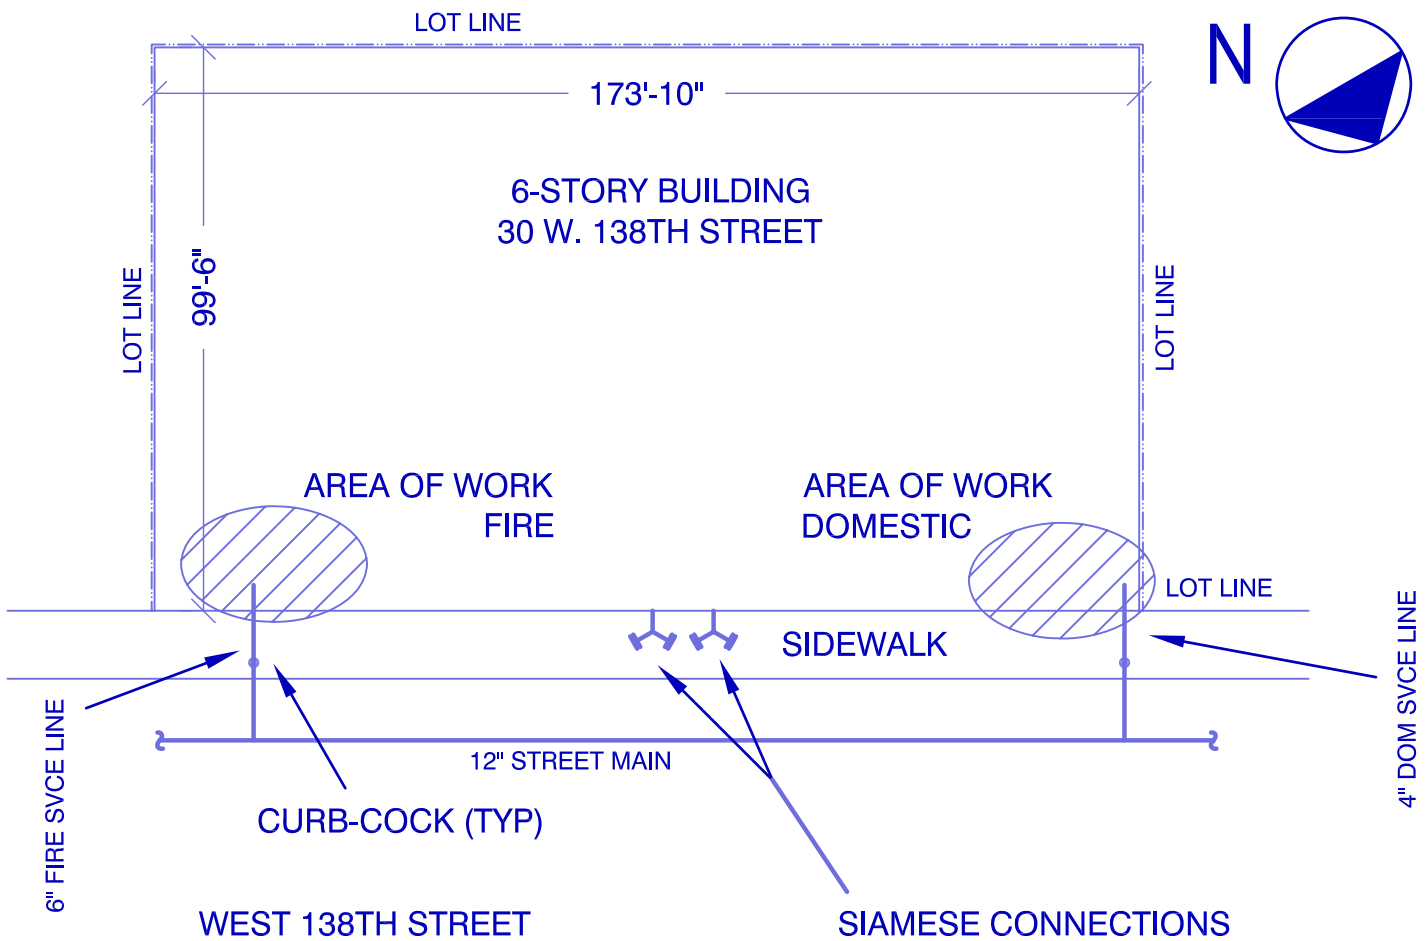 LOT LINE
N
173'-10"
6-STORY BUILDING
30 W. 138TH STREET
99'-6"
LOT LINE
LOT LINE
AREA OF WORK
FIRE
AREA OF WORK
DOMESTIC
LOT LINE
SIDEWALK
6" FIRE SVCE LINE
4" DOM SVCE LINE
12" STREET MAIN
CURB-COCK (TYP)
WEST 138TH STREET
SIAMESE CONNECTIONS